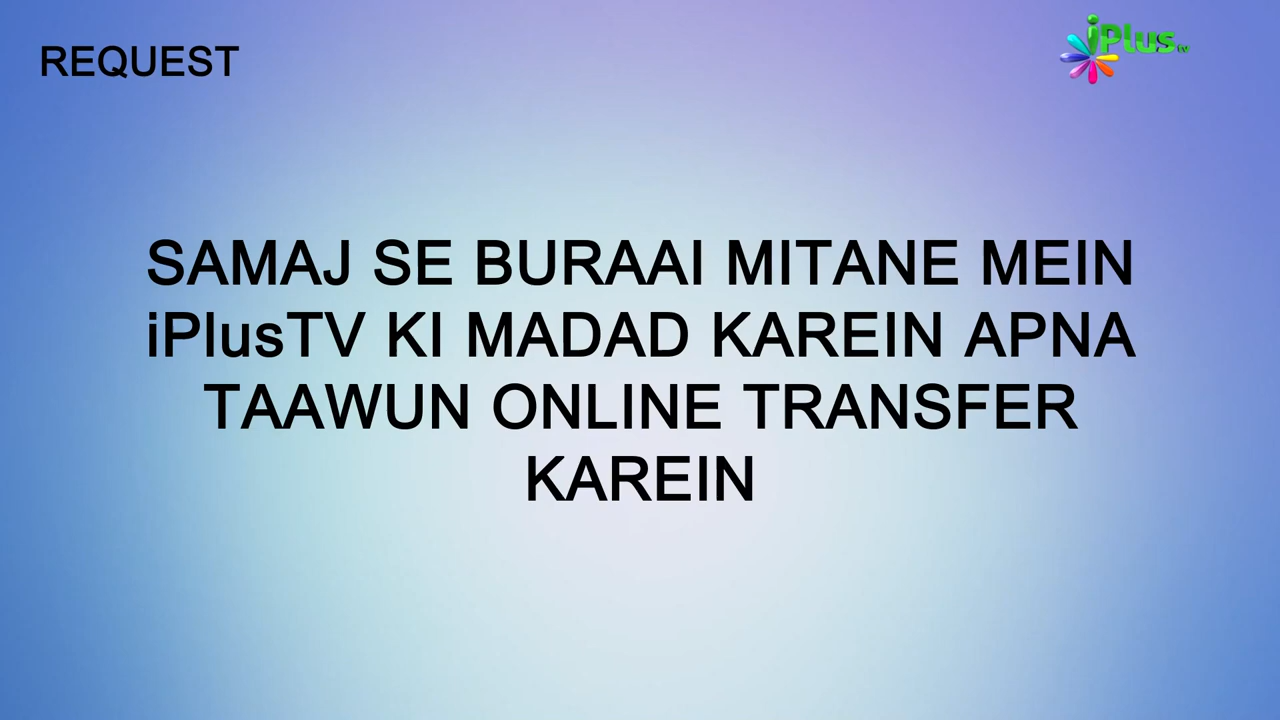 REQUEST
iPlus tv
SAMAJ SE BURAAI MITANE MEIN
iPlusTV KI MADAD KAREIN APNA
TAAWUN ONLINE TRANSFER
KAREIN